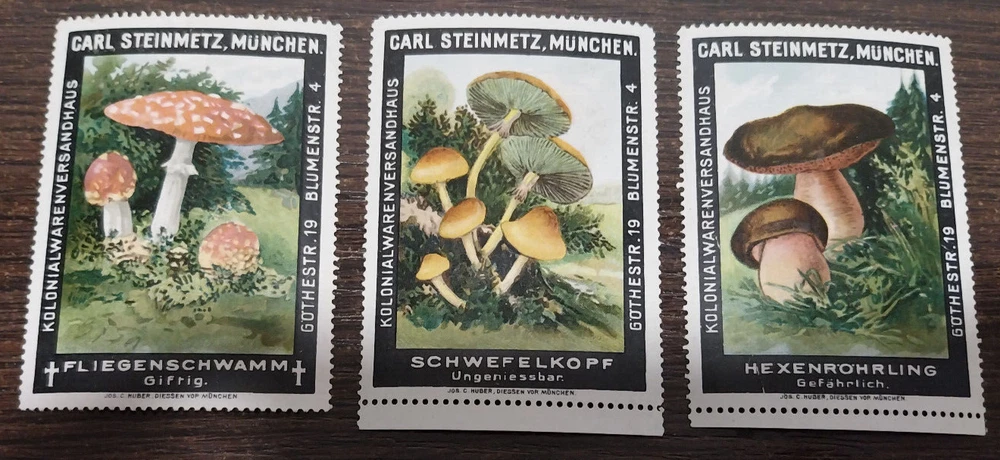 CARL STEINMETZ, MÜNCHEN.
KOLONIALWARENVERSANDHAUS
GÖTHESTR. 19 BLUMENSTR. 4
FLIEGENSCHWAMM
Giftig.
JOS. C. HUBER, DIESSEN VOR MÜNCHEN
CARL STEINMETZ, MÜNCHEN.
KOLONIALWARENVERSANDHAUS
GÖTHESTR. 19 BLUMENSTR. 4
SCHWEFELKOPF
Ungeniessbar.
JOS. C. HUBER, DIESSEN VOR MÜNCHEN
CARL STEINMETZ, MÜNCHEN.
KOLONIALWARENVERSANDHAUS
GÖTHESTR. 19 BLUMENSTR. 4
HEXENRÖHRLING
Gefährlich.
JOS. C. HUBER, DIESSEN VOR MÜNCHEN